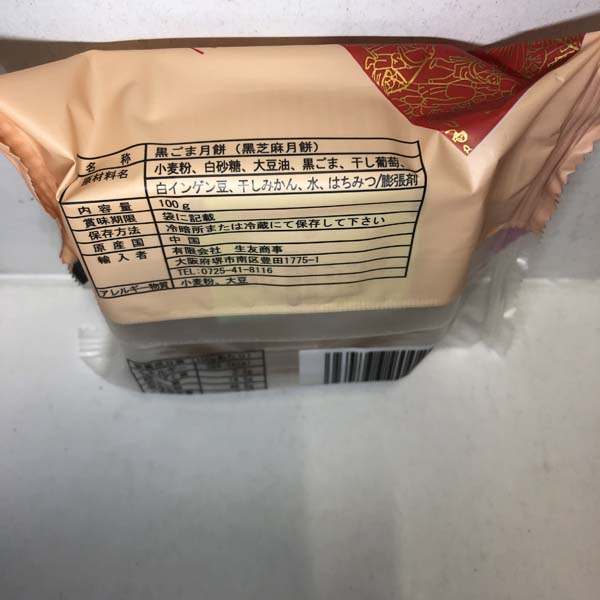 名 称 黒ごま月餅（黑芝麻月餅）
原材料名 小麦粉、白砂糖、大豆油、黒ごま、干し葡萄、
白インゲン豆、干しみかん、水、はちみつ/膨張剤
内 容 量 100ｇ
賞味期限 袋に記載
保存方法 冷暗所または冷蔵にて保存して下さい
原 産 国 中 国
輸 入 者 有限会社 生友商事
大阪府堺市南区豊田1775-1
TEL:0725-41-8116
アレルギー物質 小麦粉、大豆